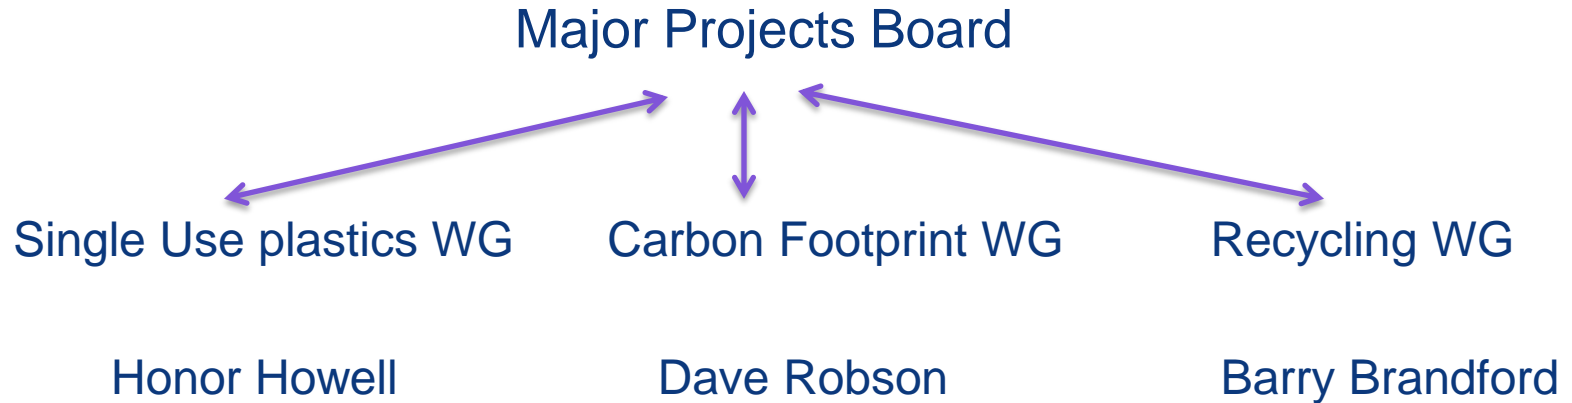 Major Projects Board
Single Use plastics WG
Carbon Footprint WG
Recycling WG
Honor Howell
Dave Robson
Barry Brandford